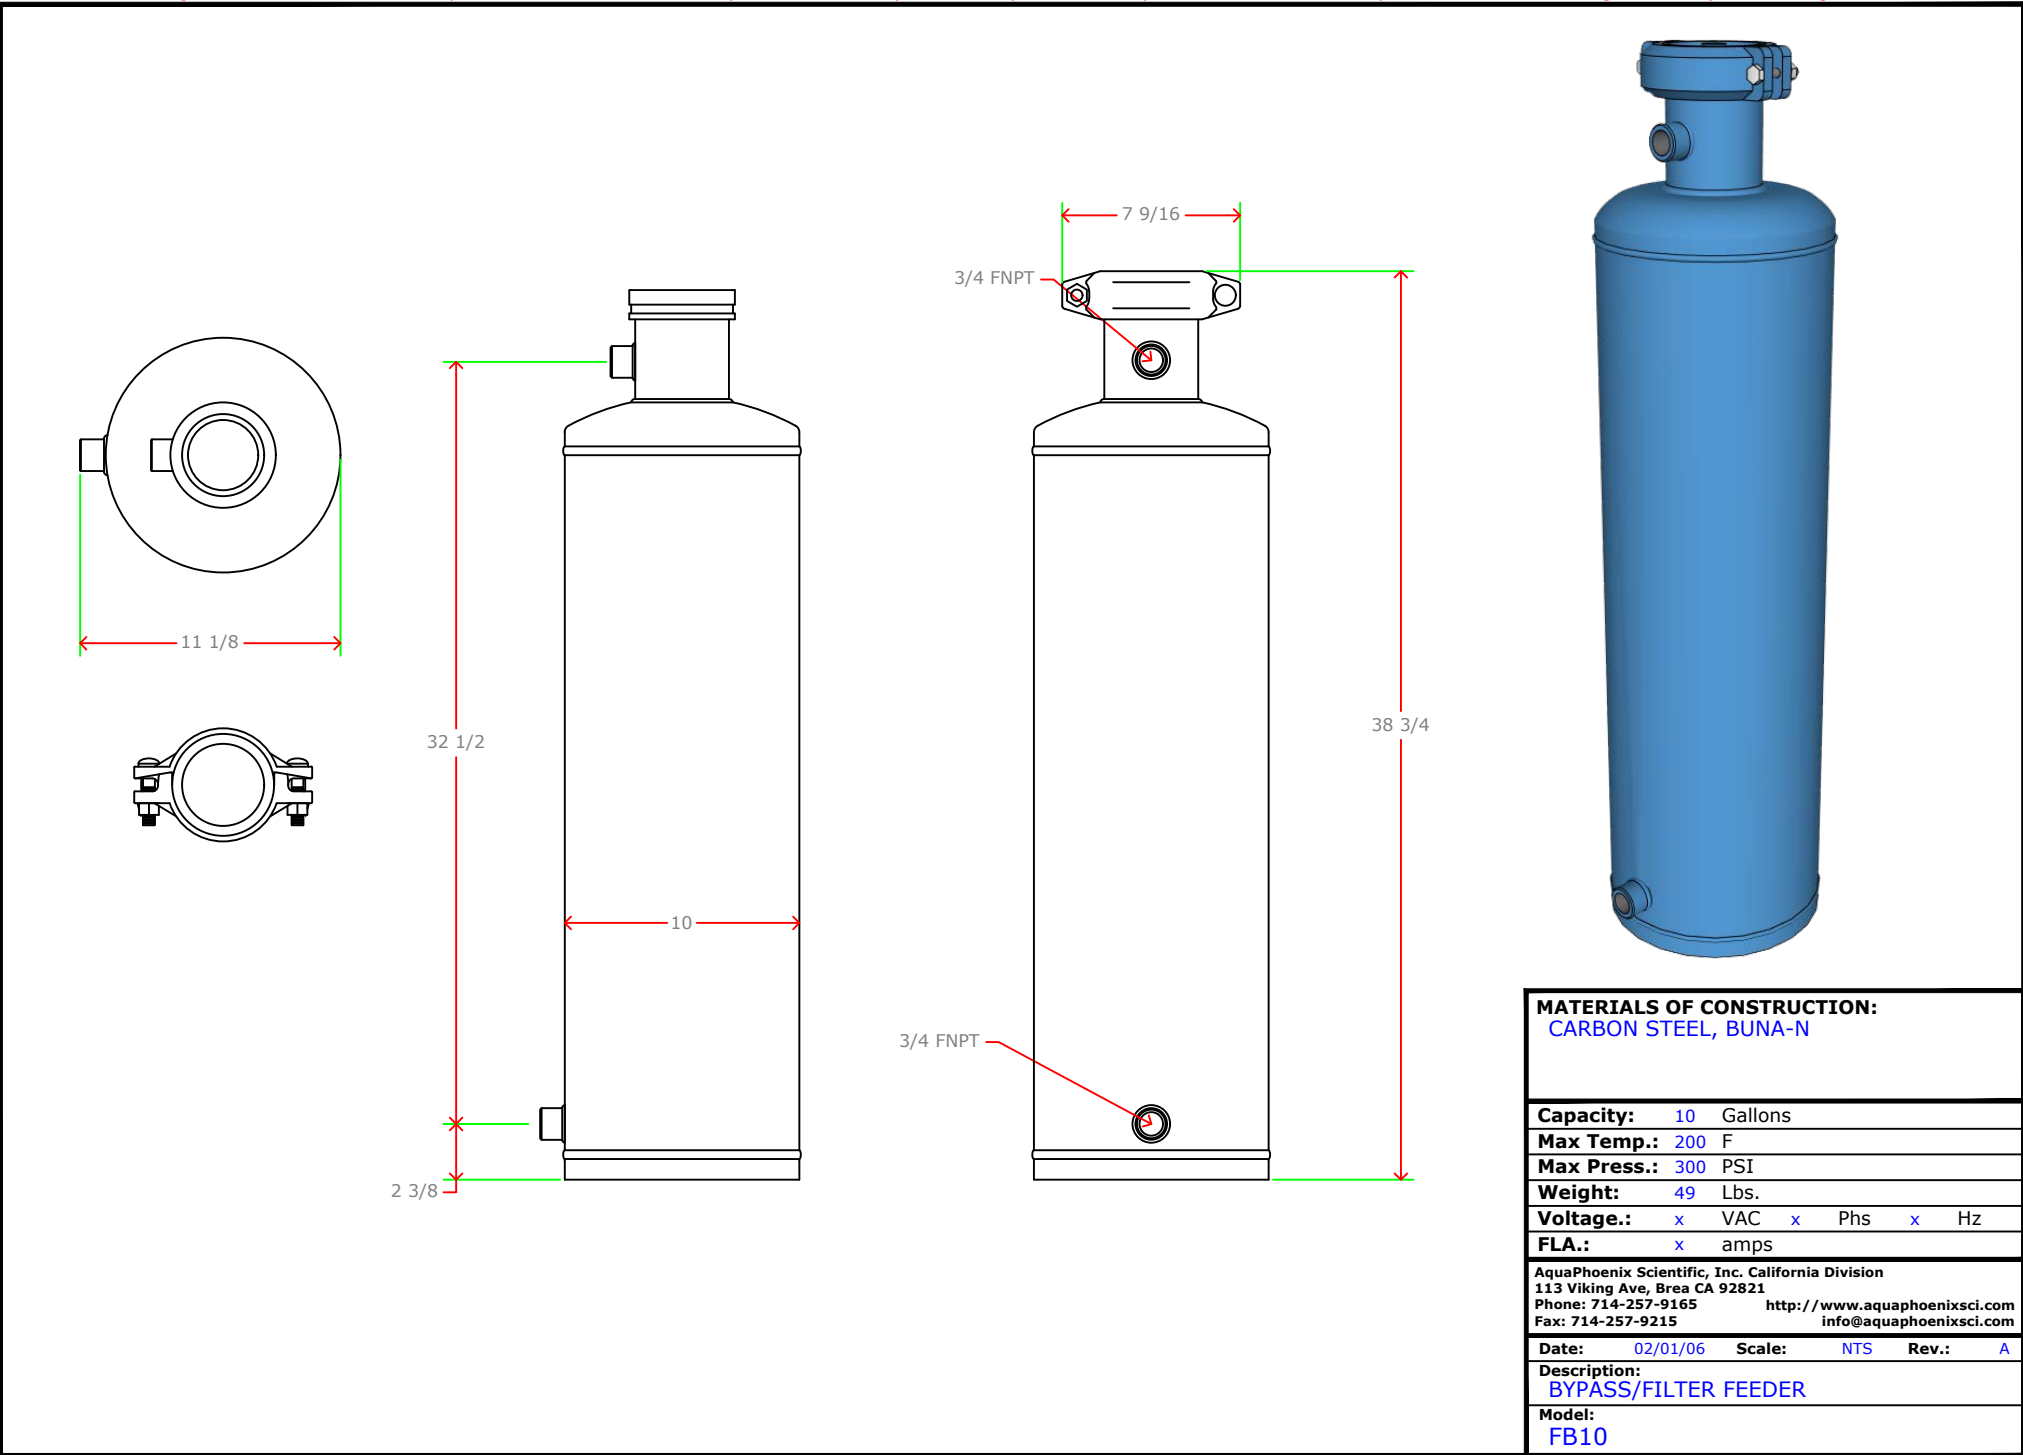 7 9/16
3/4 FNPT
11 1/8
32 1/2
38 3/4
10
3/4 FNPT
2 3/8
MATERIALS OF CONSTRUCTION:
CARBON STEEL, BUNA-N
Capacity: 10 Gallons
Max Temp.: 200 F
Max Press.: 300 PSI
Weight: 49 Lbs.
Voltage.: x VAC x Phs x Hz
FLA.: x amps
AquaPhoenix Scientific, Inc. California Division
113 Viking Ave, Brea CA 92821
Phone: 714-257-9165 http://www.aquaphoenixsci.com
Fax: 714-257-9215 info@aquaphoenixsci.com
Date: 02/01/06 Scale: NTS Rev.: A
Description:
BYPASS/FILTER FEEDER
Model:
FB10